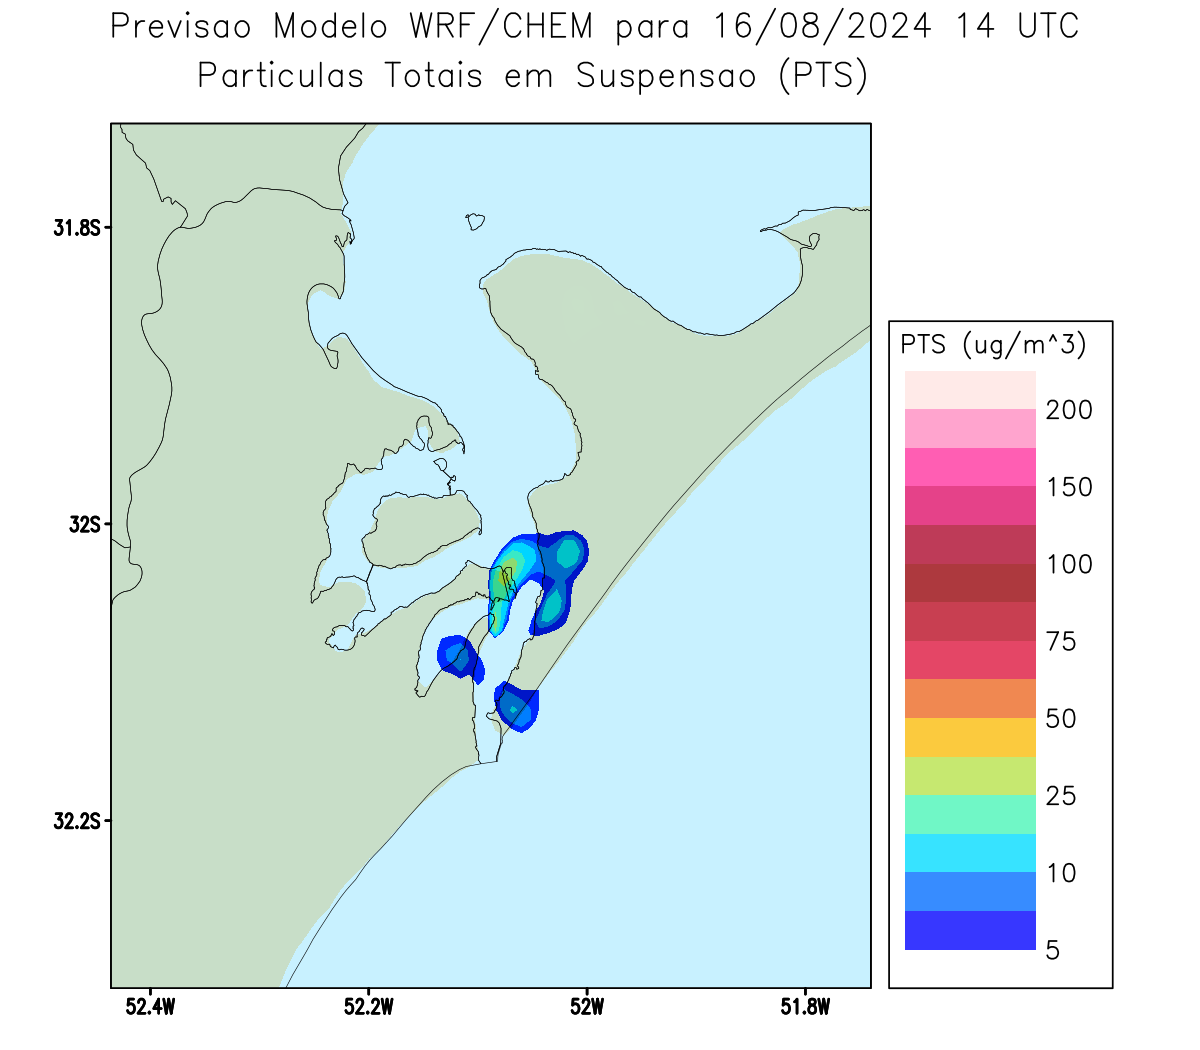 Previsao Modelo WRF/CHEM para 16/08/2024 14 UTC
Particulas Totais em Suspensao (PTS)
31.8S
32S
32.2S
52.4W
52.2W
52W
51.8W
PTS (ug/m^3)
200
150
100
75
50
25
10
5